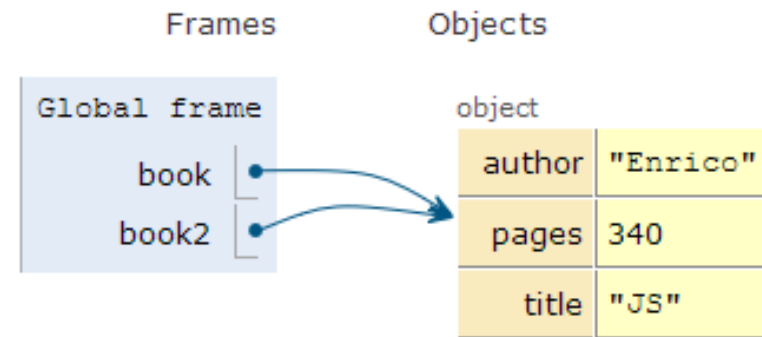 Frames Objects
Global frame
object
book
book2
author "Enrico"
pages 340
title "JS"